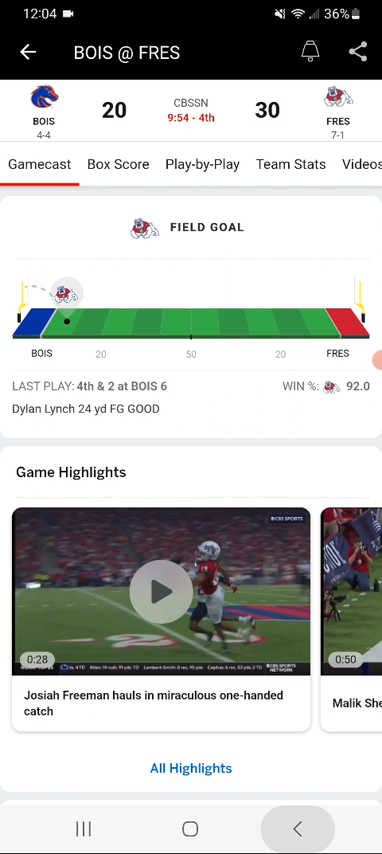 12:04
36%
BOIS @ FRES
BOIS
4-4
20
CBSSN
9:54 - 4th
30
FRES
7-1
Gamecast Box Score Play-by-Play Team Stats Videos
FIELD GOAL
BOIS 20 50 20 FRES
LAST PLAY: 4th & 2 at BOIS 6
WIN %: 92.0
Dylan Lynch 24 yd FG GOOD
Game Highlights
CBS SPORTS
0:28
CBS SPORTS
NETWORK
0:50
Josiah Freeman hauls in miraculous one-handed
catch
Malik She
All Highlights